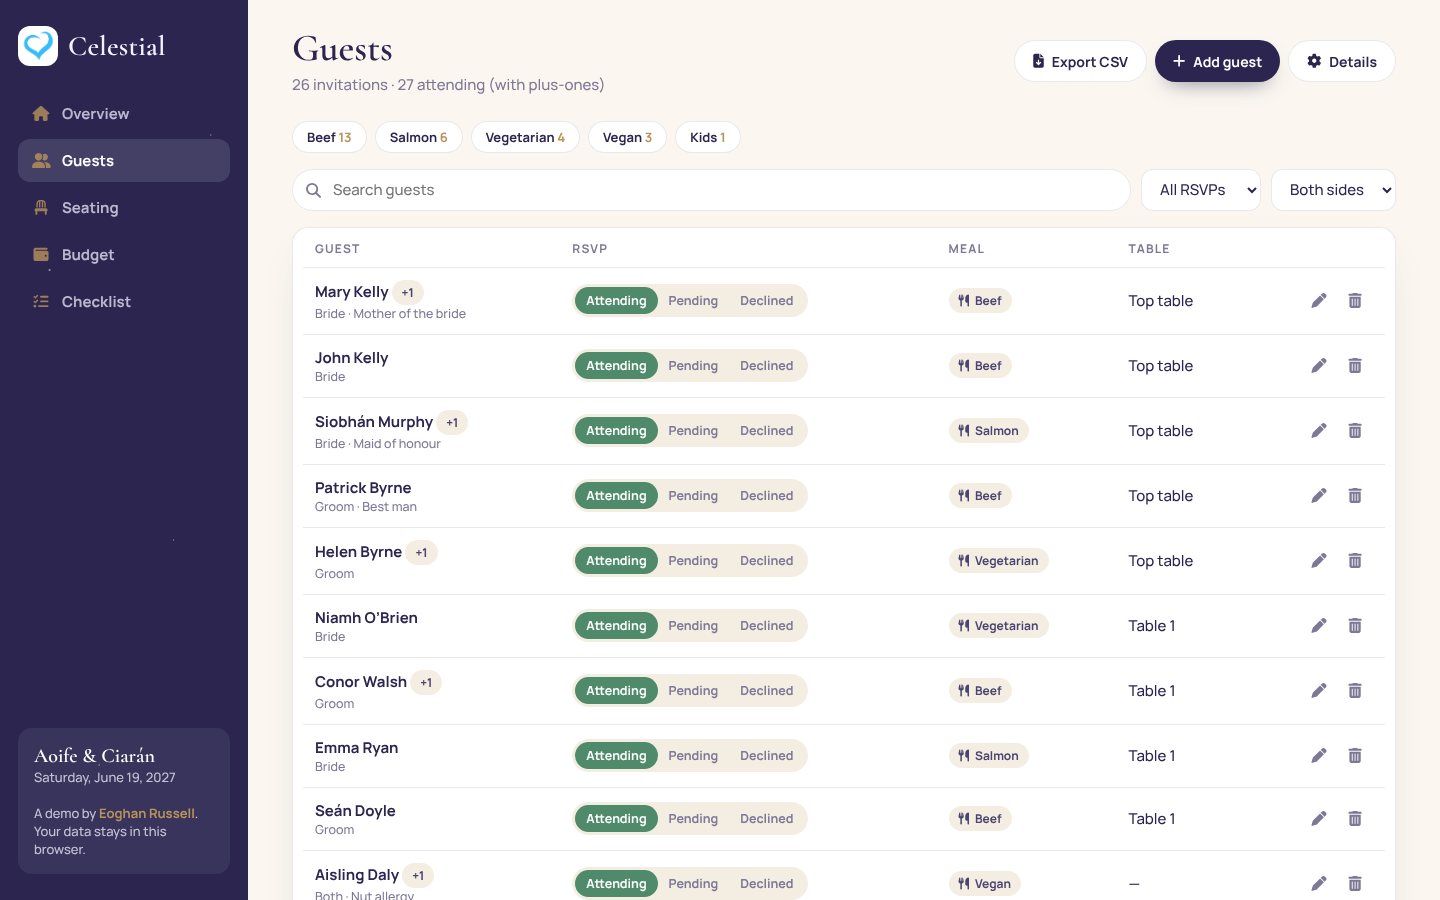 Celestial
Overview
Guests
Seating
Budget
Checklist
Aoife & Ciarán
Saturday, June 19, 2027
A demo by Eoghan Russell.
Your data stays in this
browser.
Guests
26 invitations · 27 attending (with plus-ones)
Export CSV
Add guest
Details
Beef 13
Salmon 6
Vegetarian 4
Vegan 3
Kids 1
Search guests
All RSVPs
Both sides
GUEST RSVP MEAL TABLE
Mary Kelly +1
Bride · Mother of the bride
Attending Pending Declined
Beef
Top table
John Kelly
Bride
Attending Pending Declined
Beef
Top table
Siobhán Murphy +1
Bride · Maid of honour
Attending Pending Declined
Salmon
Top table
Patrick Byrne
Groom · Best man
Attending Pending Declined
Beef
Top table
Helen Byrne +1
Groom
Attending Pending Declined
Vegetarian
Top table
Niamh O'Brien
Bride
Attending Pending Declined
Vegetarian
Table 1
Conor Walsh +1
Groom
Attending Pending Declined
Beef
Table 1
Emma Ryan
Bride
Attending Pending Declined
Salmon
Table 1
Seán Doyle
Groom
Attending Pending Declined
Beef
Table 1
Aisling Daly +1
Both · Nut allergy
Attending Pending Declined
Vegan
—